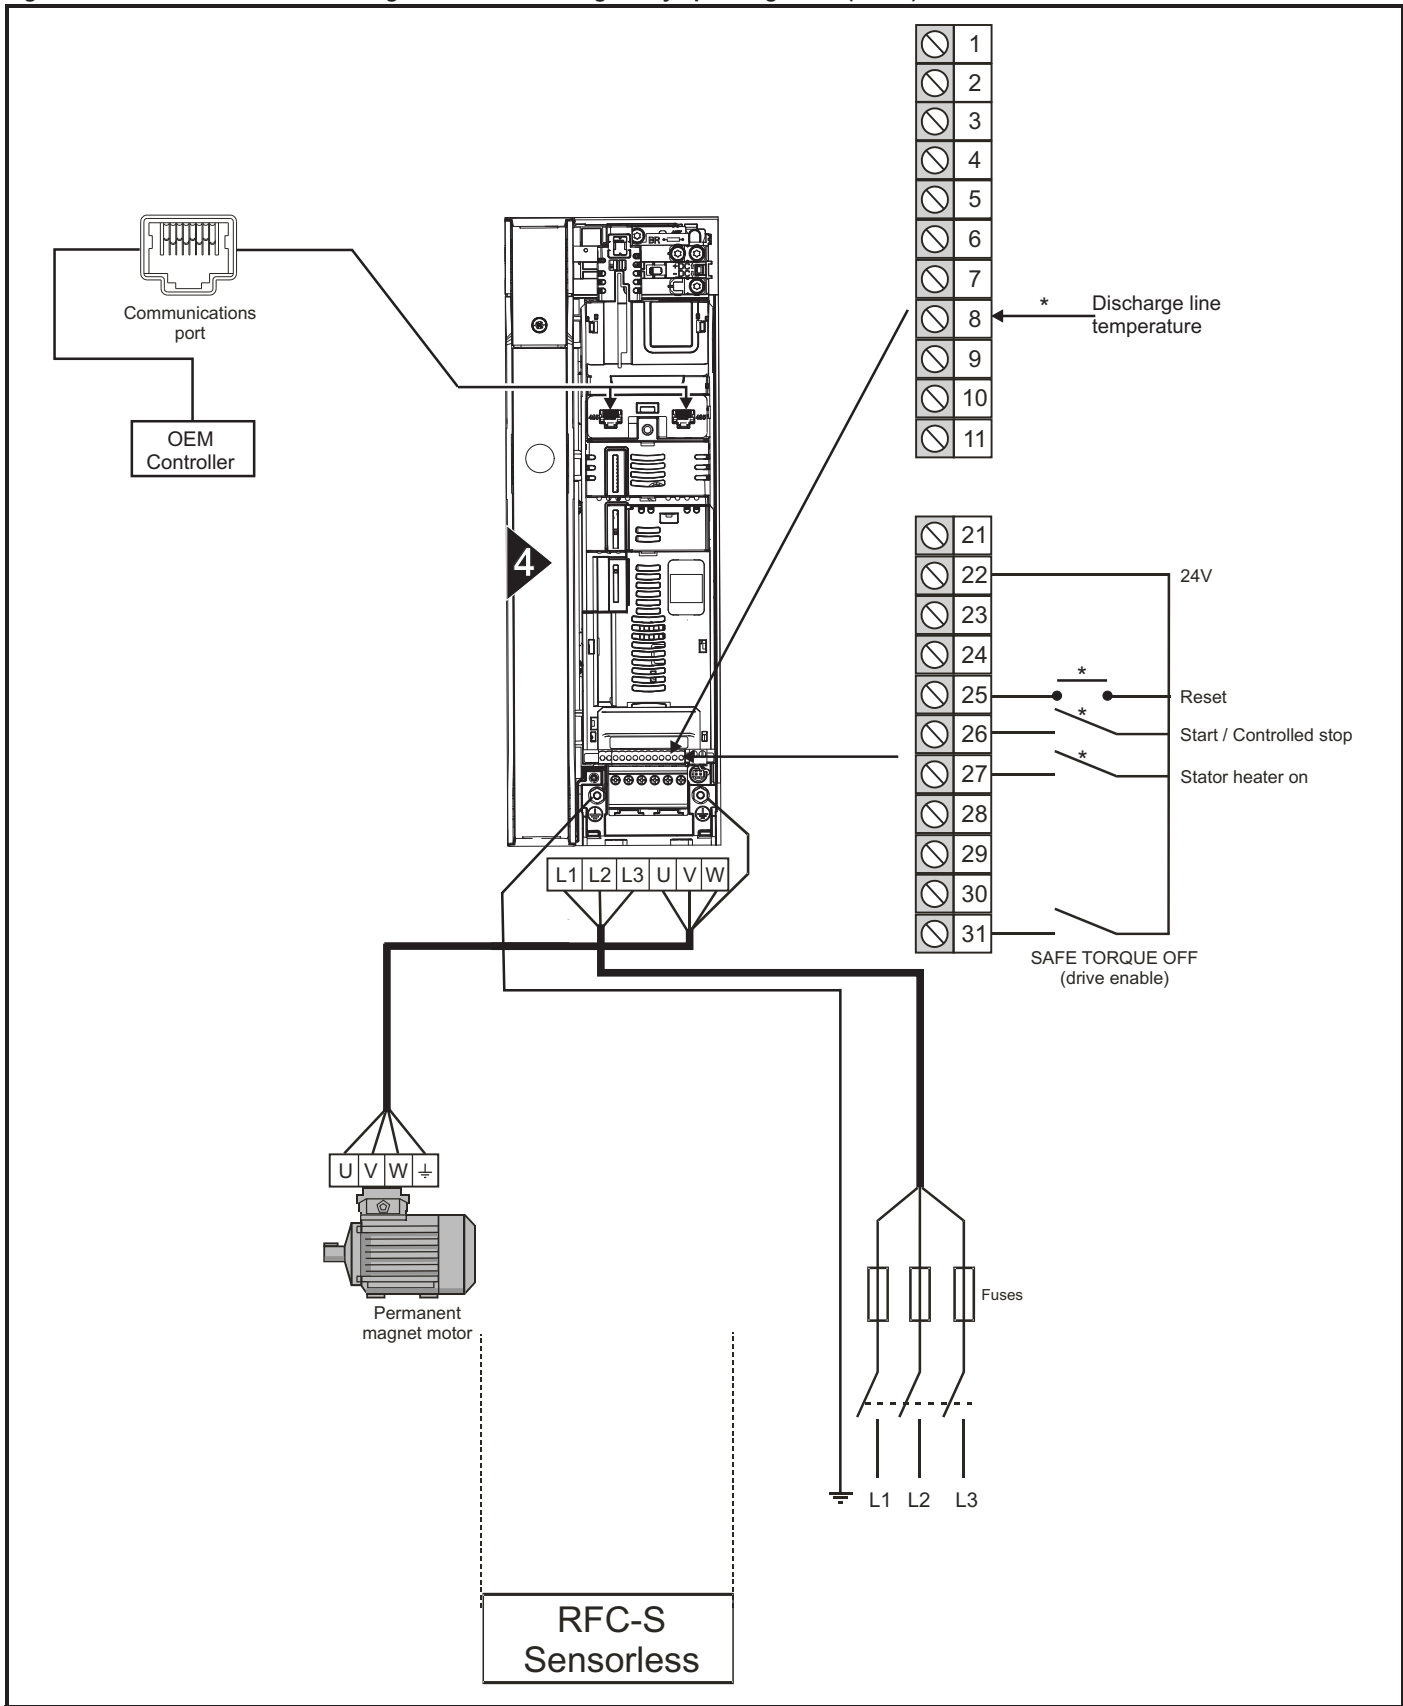 1
2
3
4
5
6
7
8
9
10
11
* Discharge line
temperature
Communications
port
OEM
Controller
BR
4
21
22
23
24
25
26
27
28
29
30
31
24V
*
Reset
*
Start / Controlled stop
*
Stator heater on
SAFE TORQUE OFF
(drive enable)
L1 L2 L3 U V W
U V W
Permanent
magnet motor
Fuses
L1 L2 L3
RFC-S
Sensorless